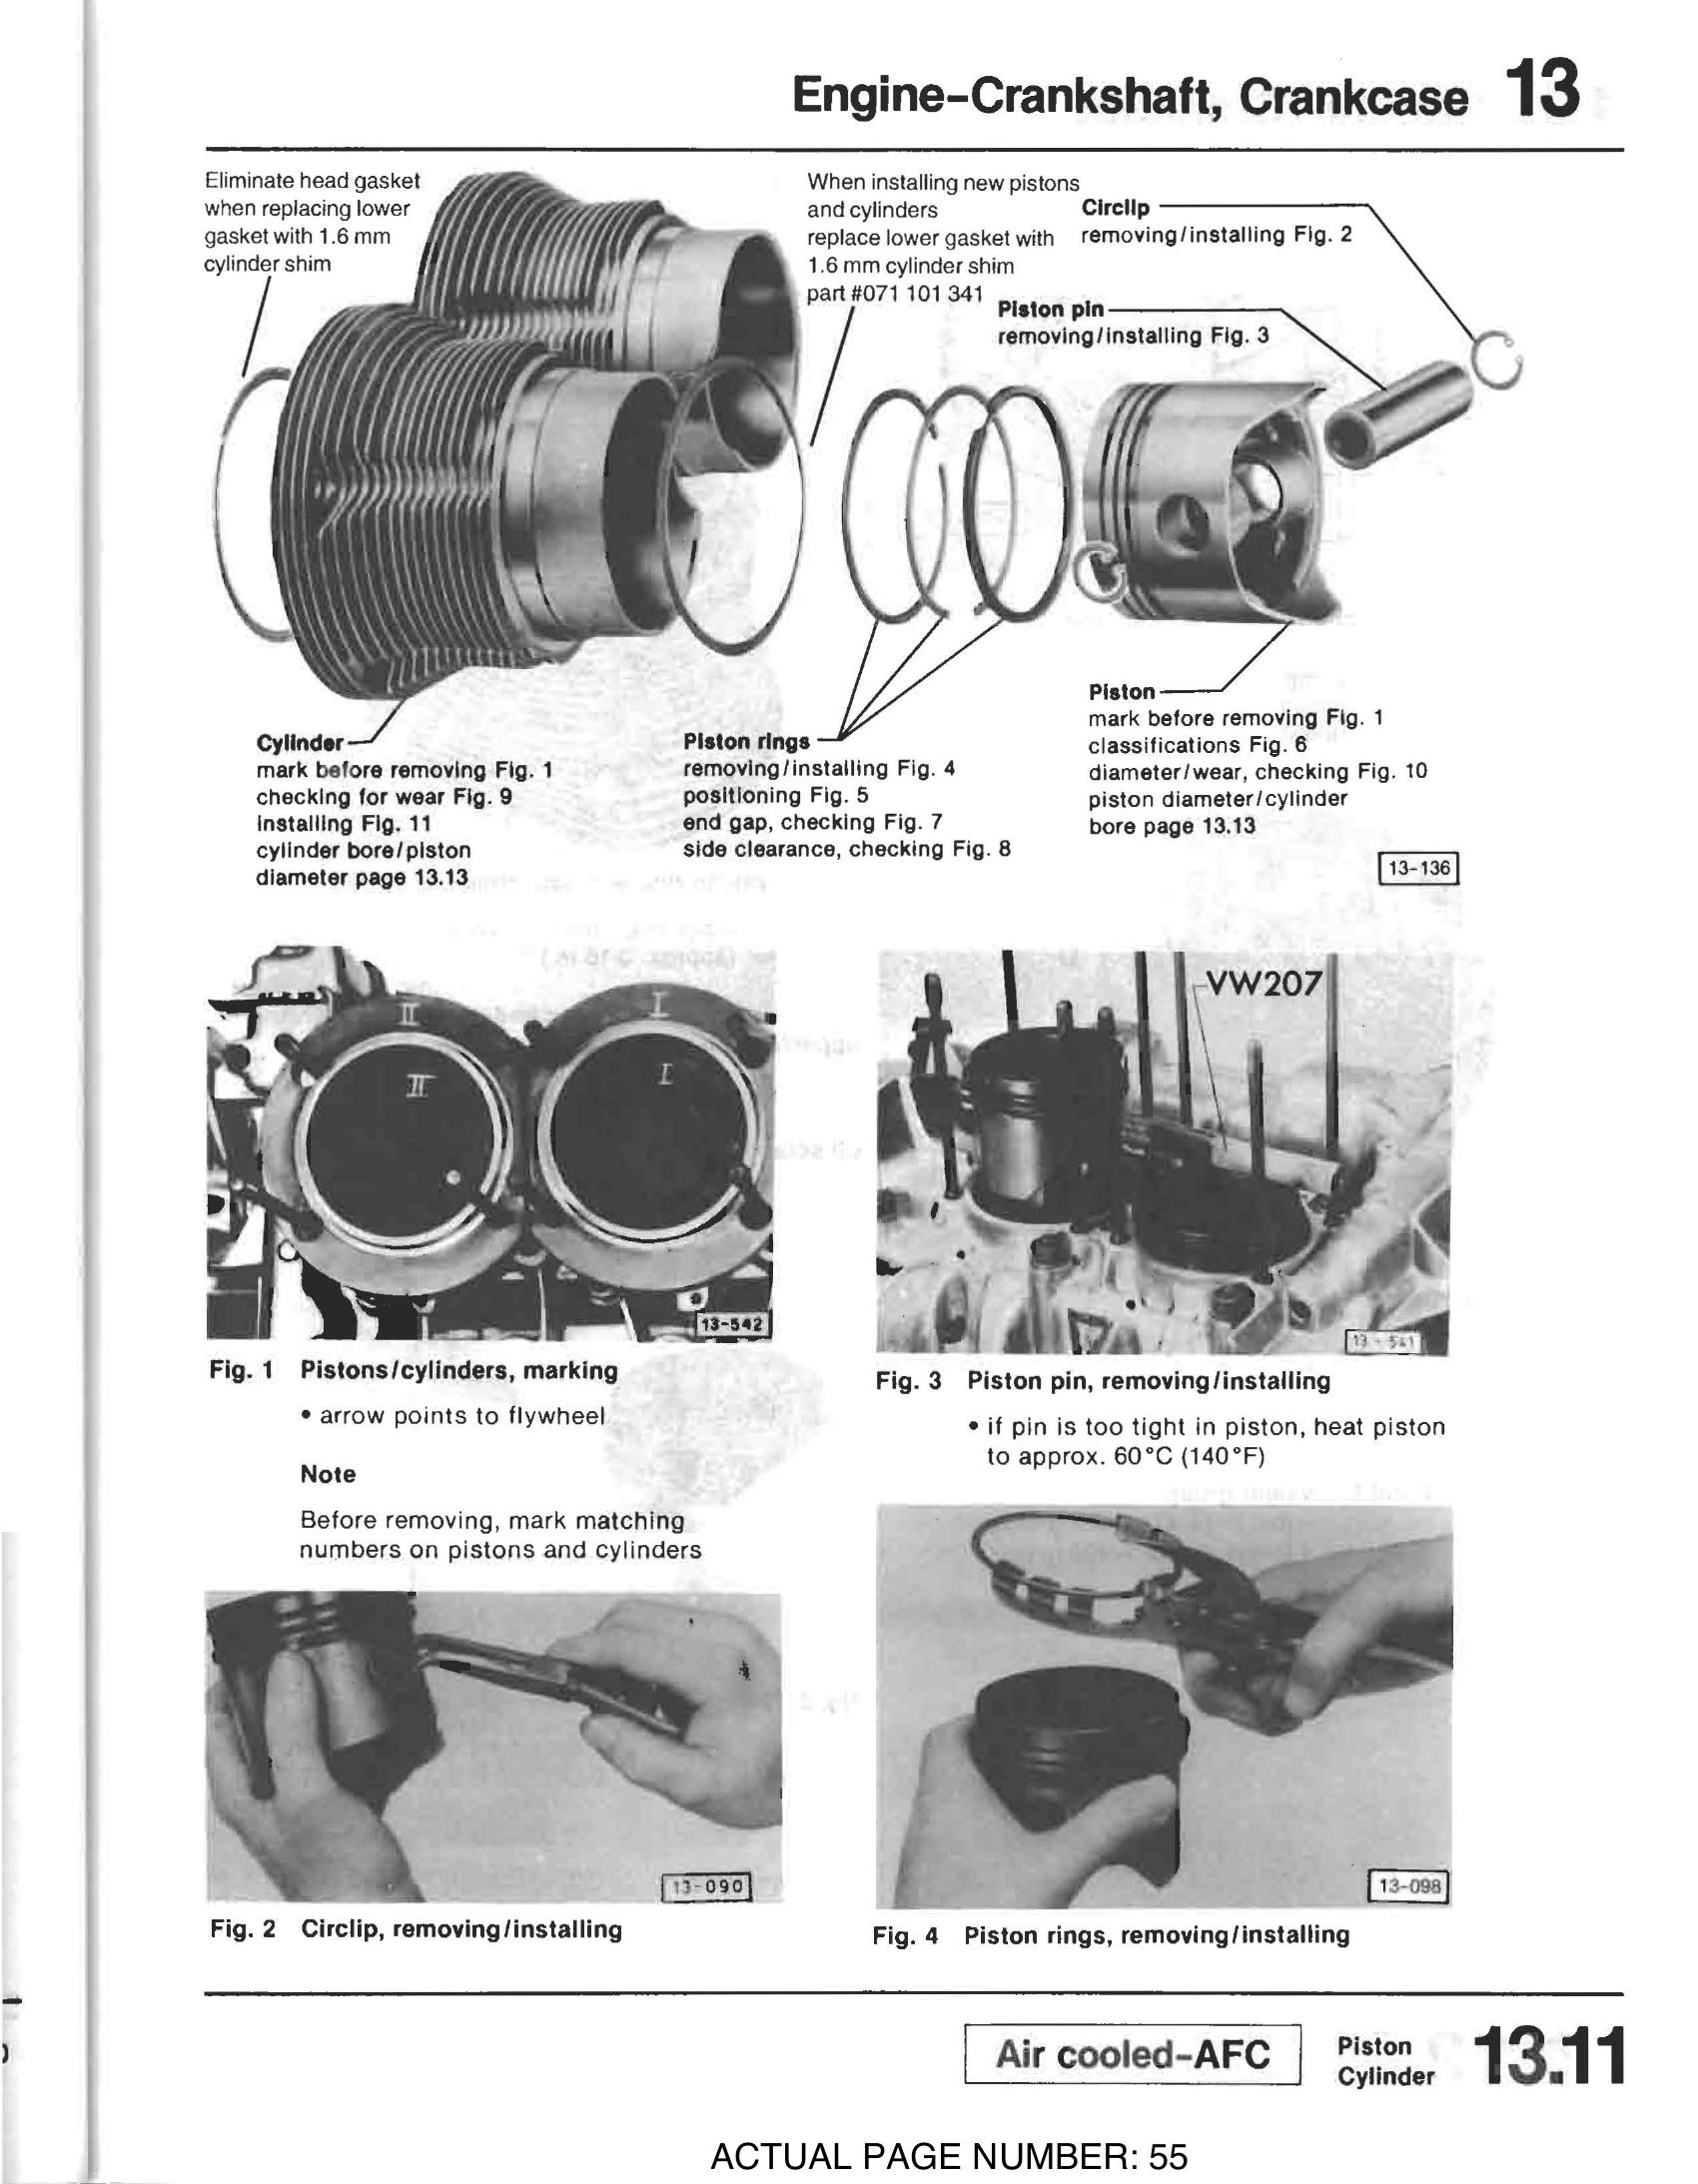 Engine–Crankshaft, Crankcase 13
Eliminate head gasket
when replacing lower
gasket with 1.6 mm
cylinder shim
When installing new pistons
and cylinders
replace lower gasket with
1.6 mm cylinder shim
part #071 101 341
Circlip
removing/installing Fig. 2
Piston pin
removing/installing Fig. 3
Cylinder
mark before removing Fig. 1
checking for wear Fig. 9
installing Fig. 11
cylinder bore/piston
diameter page 13.13
Piston rings
removing/installing Fig. 4
positioning Fig. 5
end gap, checking Fig. 7
side clearance, checking Fig. 8
Piston
mark before removing Fig. 1
classifications Fig. 6
diameter/wear, checking Fig. 10
piston diameter/cylinder
bore page 13.13
13-136
II
I
II
I
13-542
Fig. 1 Pistons/cylinders, marking
• arrow points to flywheel
Note
Before removing, mark matching
numbers on pistons and cylinders
13-090
Fig. 2 Circlip, removing/installing
VW207
13-541
Fig. 3 Piston pin, removing/installing
• if pin is too tight in piston, heat piston
to approx. 60°C (140°F)
13-098
Fig. 4 Piston rings, removing/installing
Air cooled–AFC
Piston
Cylinder
13.11
ACTUAL PAGE NUMBER: 55